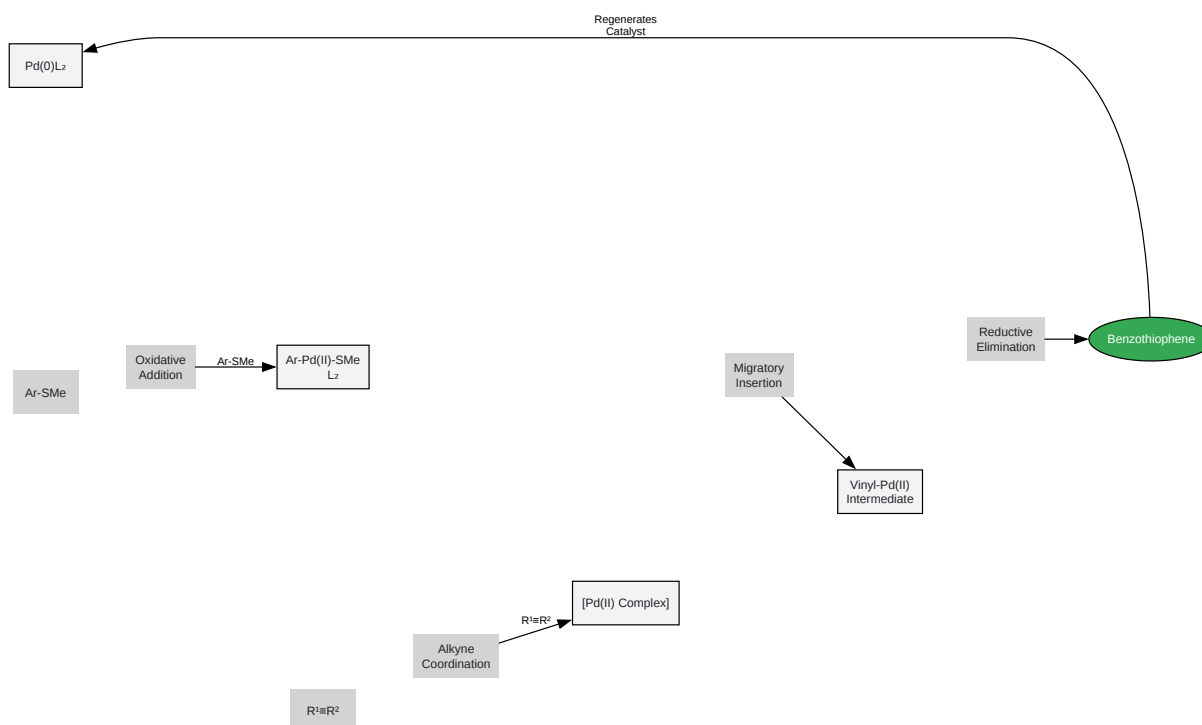 Regenerates
Catalyst
Pd(0)L₂
Reductive
Elimination
Benzothiophene
Oxidative
Addition
Ar-SMe
Ar-Pd(II)-SMe
L₂
Migratory
Insertion
Ar-SMe
Vinyl-Pd(II)
Intermediate
[Pd(II) Complex]
R¹≡R²
Alkyne
Coordination
R¹≡R²